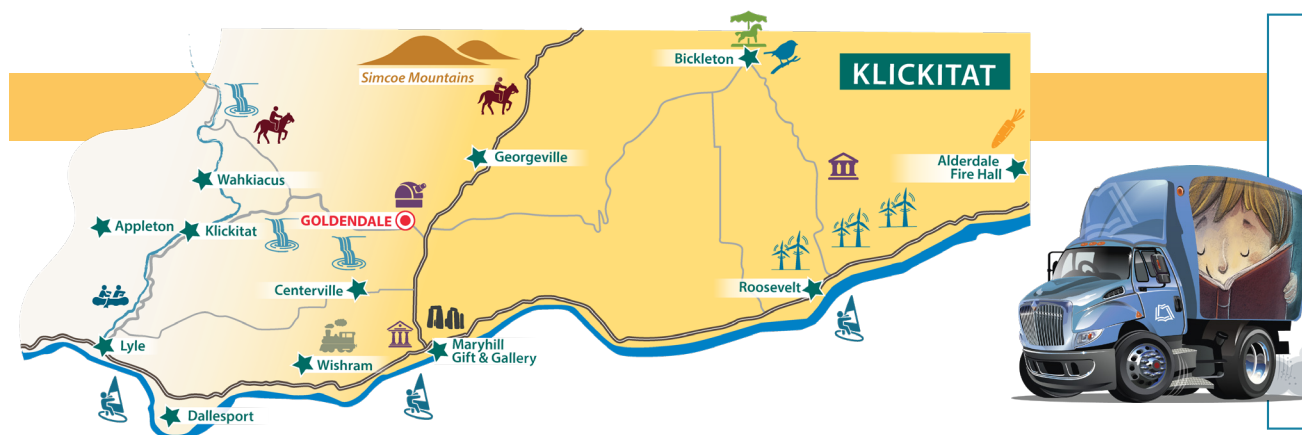 Bickleton
KLICKITAT
Simcoe Mountains
Georgeville
Alderdale
Fire Hall
Wahkiacus
GOLDENDALE
Appleton
Klickitat
Centerville
Roosevelt
Lyle
Maryhill
Gift & Gallery
Wishram
Dallesport